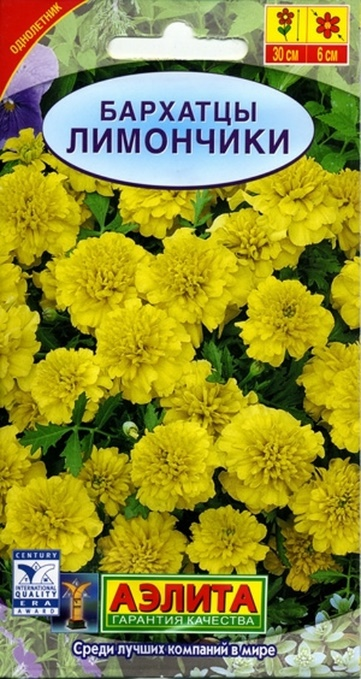 ОДНОЛЕТНИК
30 см
6 см
БАРХАТЦЫ
ЛИМОНЧИКИ
CENTURY
INTERNATIONAL
QUALITY
ERA
AWARD
АЭЛИТА
ГАРАНТИЯ КАЧЕСТВА
Среди лучших компаний в мире